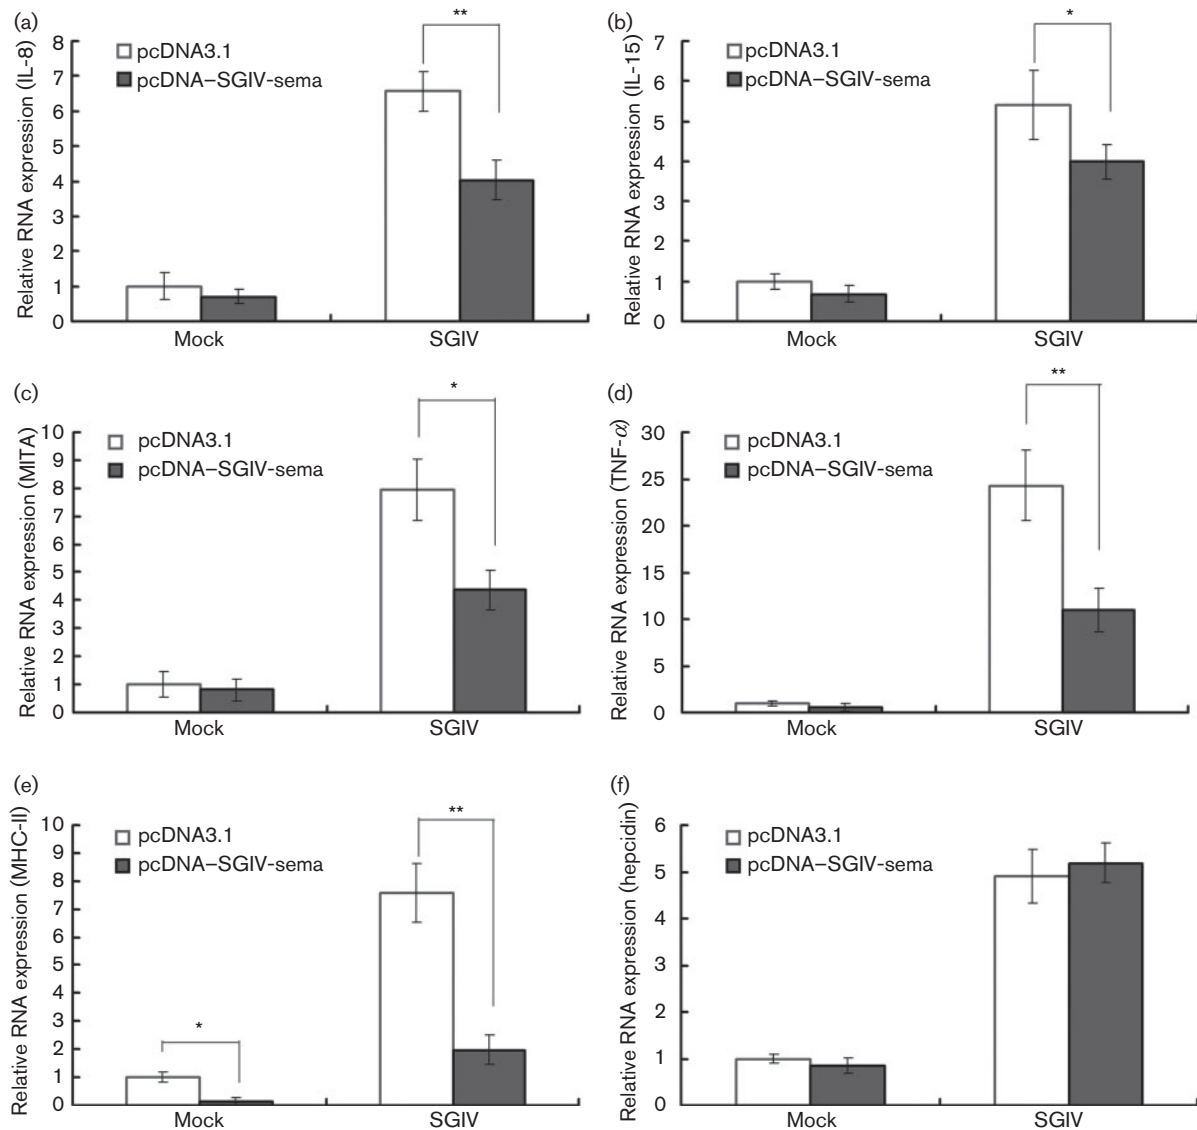 (a)
**
Relative RNA expression (IL-8)
8
7
6
5
4
3
2
1
0
pcDNA3.1
pcDNA–SGIV-sema
Mock
SGIV
(b)
*
Relative RNA expression (IL-15)
7
6
5
4
3
2
1
0
pcDNA3.1
pcDNA–SGIV-sema
Mock
SGIV
(c)
*
Relative RNA expression (MITA)
10
9
8
7
6
5
4
3
2
1
0
pcDNA3.1
pcDNA–SGIV-sema
Mock
SGIV
(d)
**
Relative RNA expression (TNF-α)
30
25
20
15
10
5
0
pcDNA3.1
pcDNA–SGIV-sema
Mock
SGIV
(e)
**
*
Relative RNA expression (MHC-II)
10
9
8
7
6
5
4
3
2
1
0
pcDNA3.1
pcDNA–SGIV-sema
Mock
SGIV
(f)
Relative RNA expression (hepcidin)
6
5
4
3
2
1
0
pcDNA3.1
pcDNA–SGIV-sema
Mock
SGIV